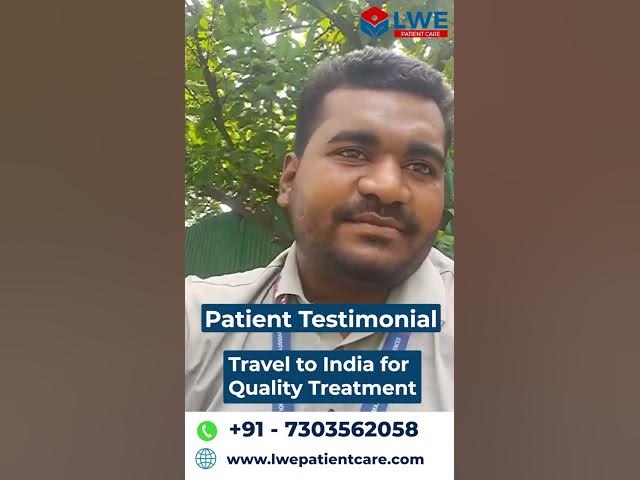 LWE
PATIENT CARE
Patient Testimonial
Travel to India for
Quality Treatment
+91 - 7303562058
www.lwepatientcare.com